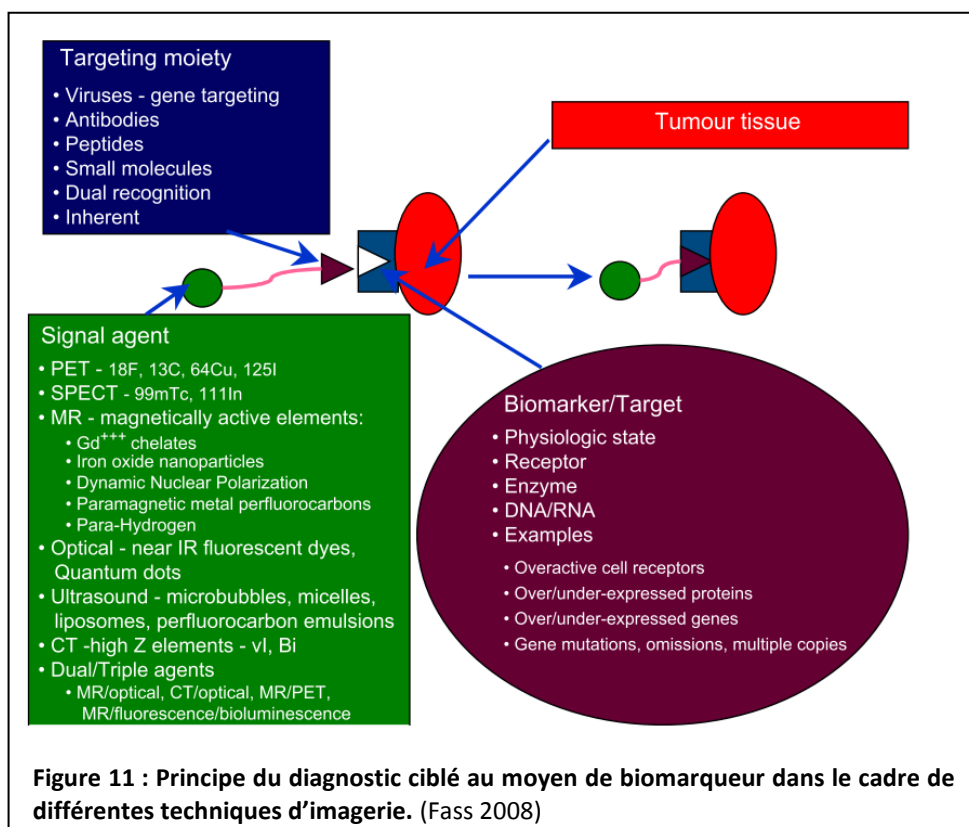 Targeting moiety
• Viruses - gene targeting
• Antibodies
• Peptides
• Small molecules
• Dual recognition
• Inherent
Tumour tissue
Signal agent
• PET - 18F, 13C, 64Cu, 125I
• SPECT - 99mTc, 111In
• MR - magnetically active elements:
• Gd+++ chelates
• Iron oxide nanoparticles
• Dynamic Nuclear Polarization
• Paramagnetic metal perfluorocarbons
• Para-Hydrogen
• Optical - near IR fluorescent dyes,
Quantum dots
• Ultrasound - microbubbles, micelles,
liposomes, perfluorocarbon emulsions
• CT -high Z elements - vI, Bi
• Dual/Triple agents
• MR/optical, CT/optical, MR/PET,
MR/fluorescence/bioluminescence
Biomarker/Target
• Physiologic state
• Receptor
• Enzyme
• DNA/RNA
• Examples
• Overactive cell receptors
• Over/under-expressed proteins
• Over/under-expressed genes
• Gene mutations, omissions, multiple copies
Figure 11 : Principe du diagnostic ciblé au moyen de biomarqueur dans le cadre de
différentes techniques d'imagerie. (Fass 2008)